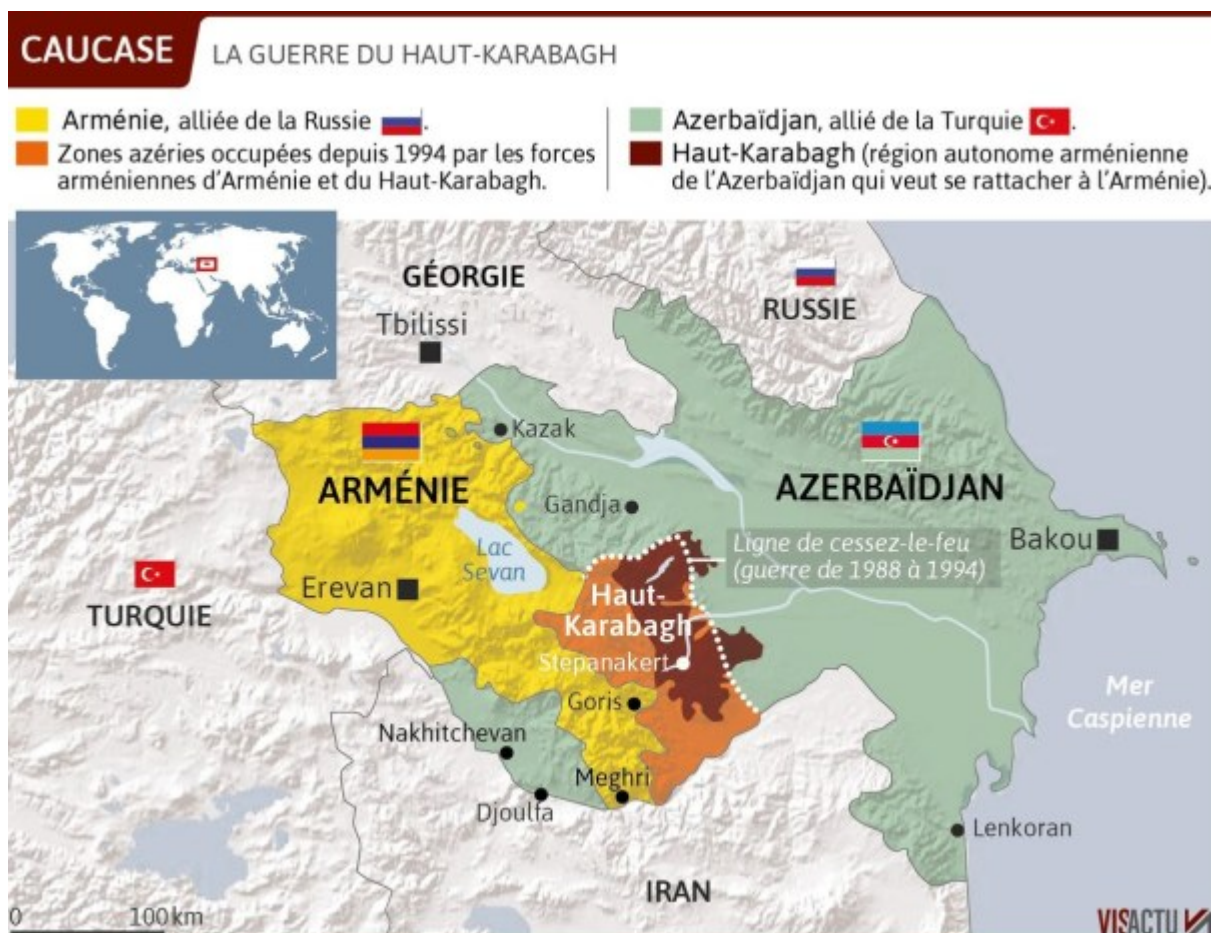 CAUCASE LA GUERRE DU HAUT-KARABAGH
Arménie, alliée de la Russie .
Zones azéries occupées depuis 1994 par les forces
arméniennes d'Arménie et du Haut-Karabagh.
Azerbaïdjan, allié de la Turquie .
Haut-Karabagh (région autonome arménienne
de l'Azerbaïdjan qui veut se rattacher à l'Arménie).
GÉORGIE
Tbilissi
RUSSIE
Kazak
ARMÉNIE
AZERBAÏDJAN
Gandja
Lac
Sevan
Ligne de cessez-le-feu
(guerre de 1988 à 1994)
Bakou
Erevan
TURQUIE
Haut-
Karabagh
Stepanakert
Goris
Mer
Caspienne
Nakhitchevan
Meghri
Djoulfa
Lenkoran
IRAN
0 100 km
VISACTU